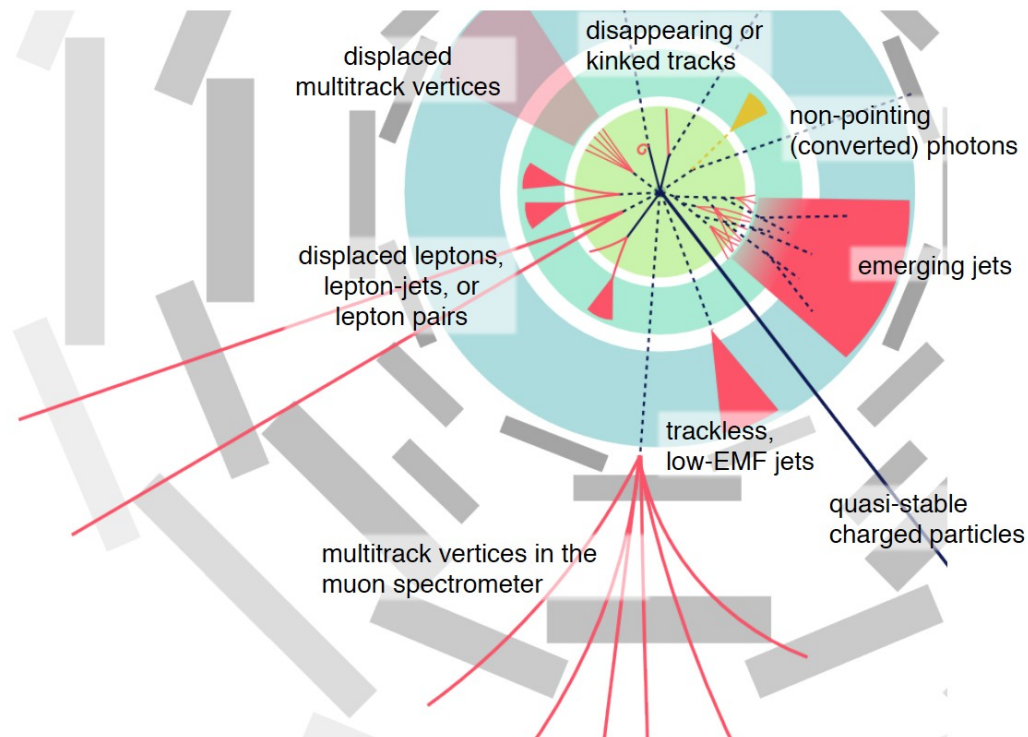 disappearing or
kinked tracks
displaced
multitrack vertices
non-pointing
(converted) photons
displaced leptons,
lepton-jets, or
lepton pairs
emerging jets
trackless,
low-EMF jets
quasi-stable
charged particles
multitrack vertices in the
muon spectrometer